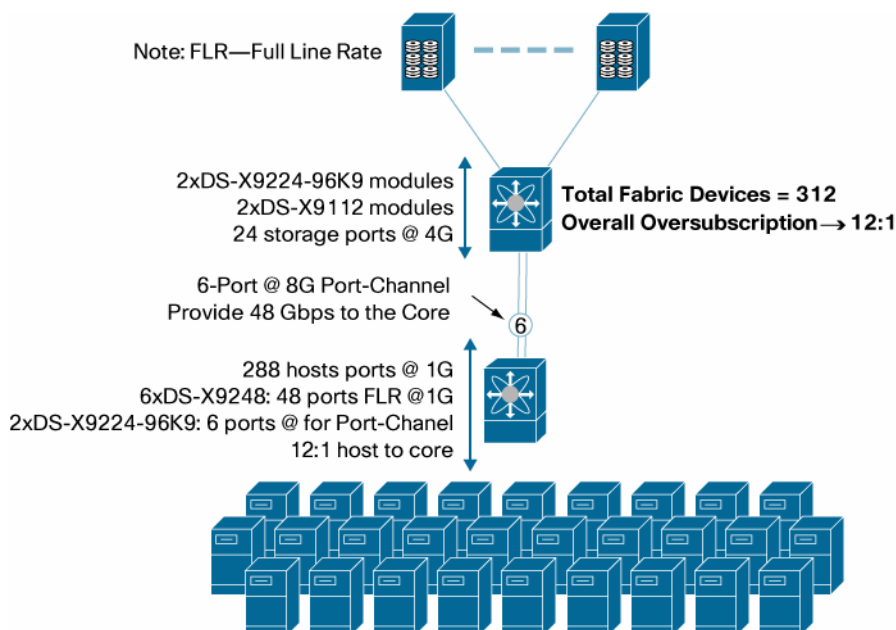 Note: FLR—Full Line Rate
2xDS-X9224-96K9 modules
2xDS-X9112 modules
24 storage ports @ 4G
Total Fabric Devices = 312
Overall Oversubscription → 12:1
6-Port @ 8G Port-Channel
Provide 48 Gbps to the Core
6
288 hosts ports @ 1G
6xDS-X9248: 48 ports FLR @1G
2xDS-X9224-96K9: 6 ports @ for Port-Chanel
12:1 host to core